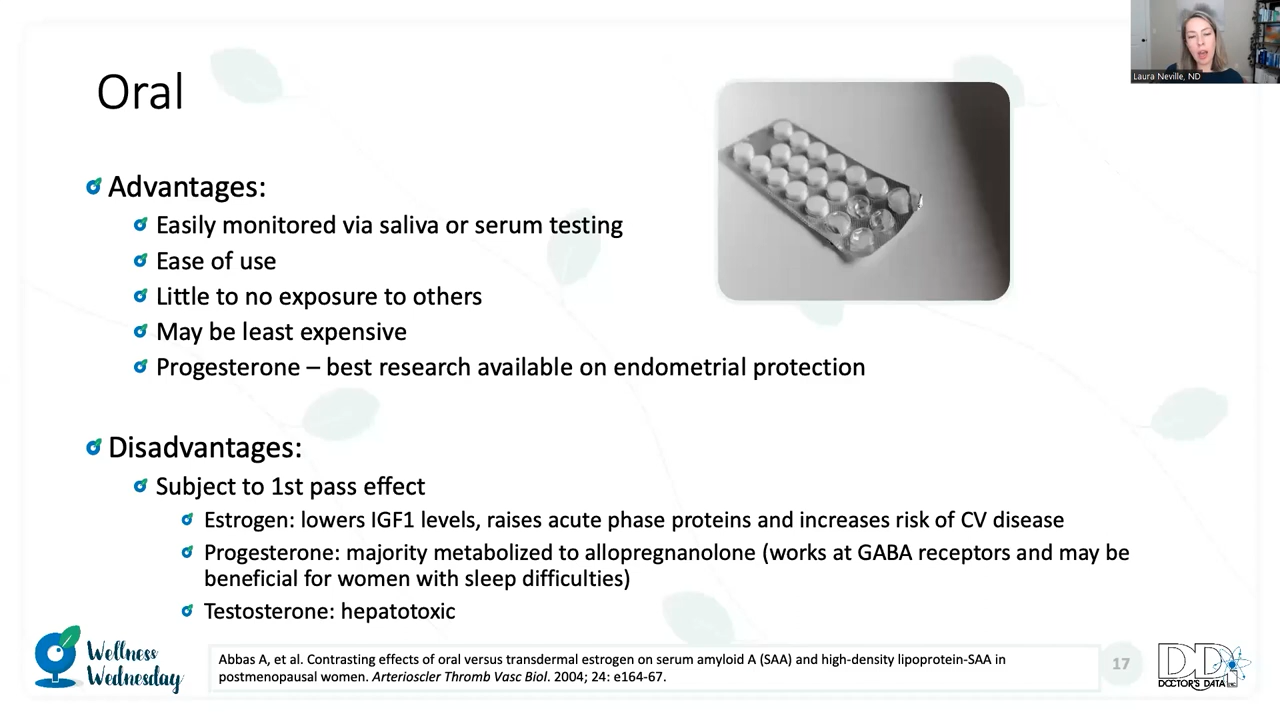 Laura Neville, ND
Oral
Advantages:
Easily monitored via saliva or serum testing
Ease of use
Little to no exposure to others
May be least expensive
Progesterone – best research available on endometrial protection
Disadvantages:
Subject to 1st pass effect
Estrogen: lowers IGF1 levels, raises acute phase proteins and increases risk of CV disease
Progesterone: majority metabolized to allopregnanolone (works at GABA receptors and may be
beneficial for women with sleep difficulties)
Testosterone: hepatotoxic
Wellness
Wednesday
Abbas A, et al. Contrasting effects of oral versus transdermal estrogen on serum amyloid A (SAA) and high-density lipoprotein-SAA in
postmenopausal women. Arterioscler Thromb Vasc Biol. 2004; 24: e164-67.
17
DDI
DOCTOR'S DATA